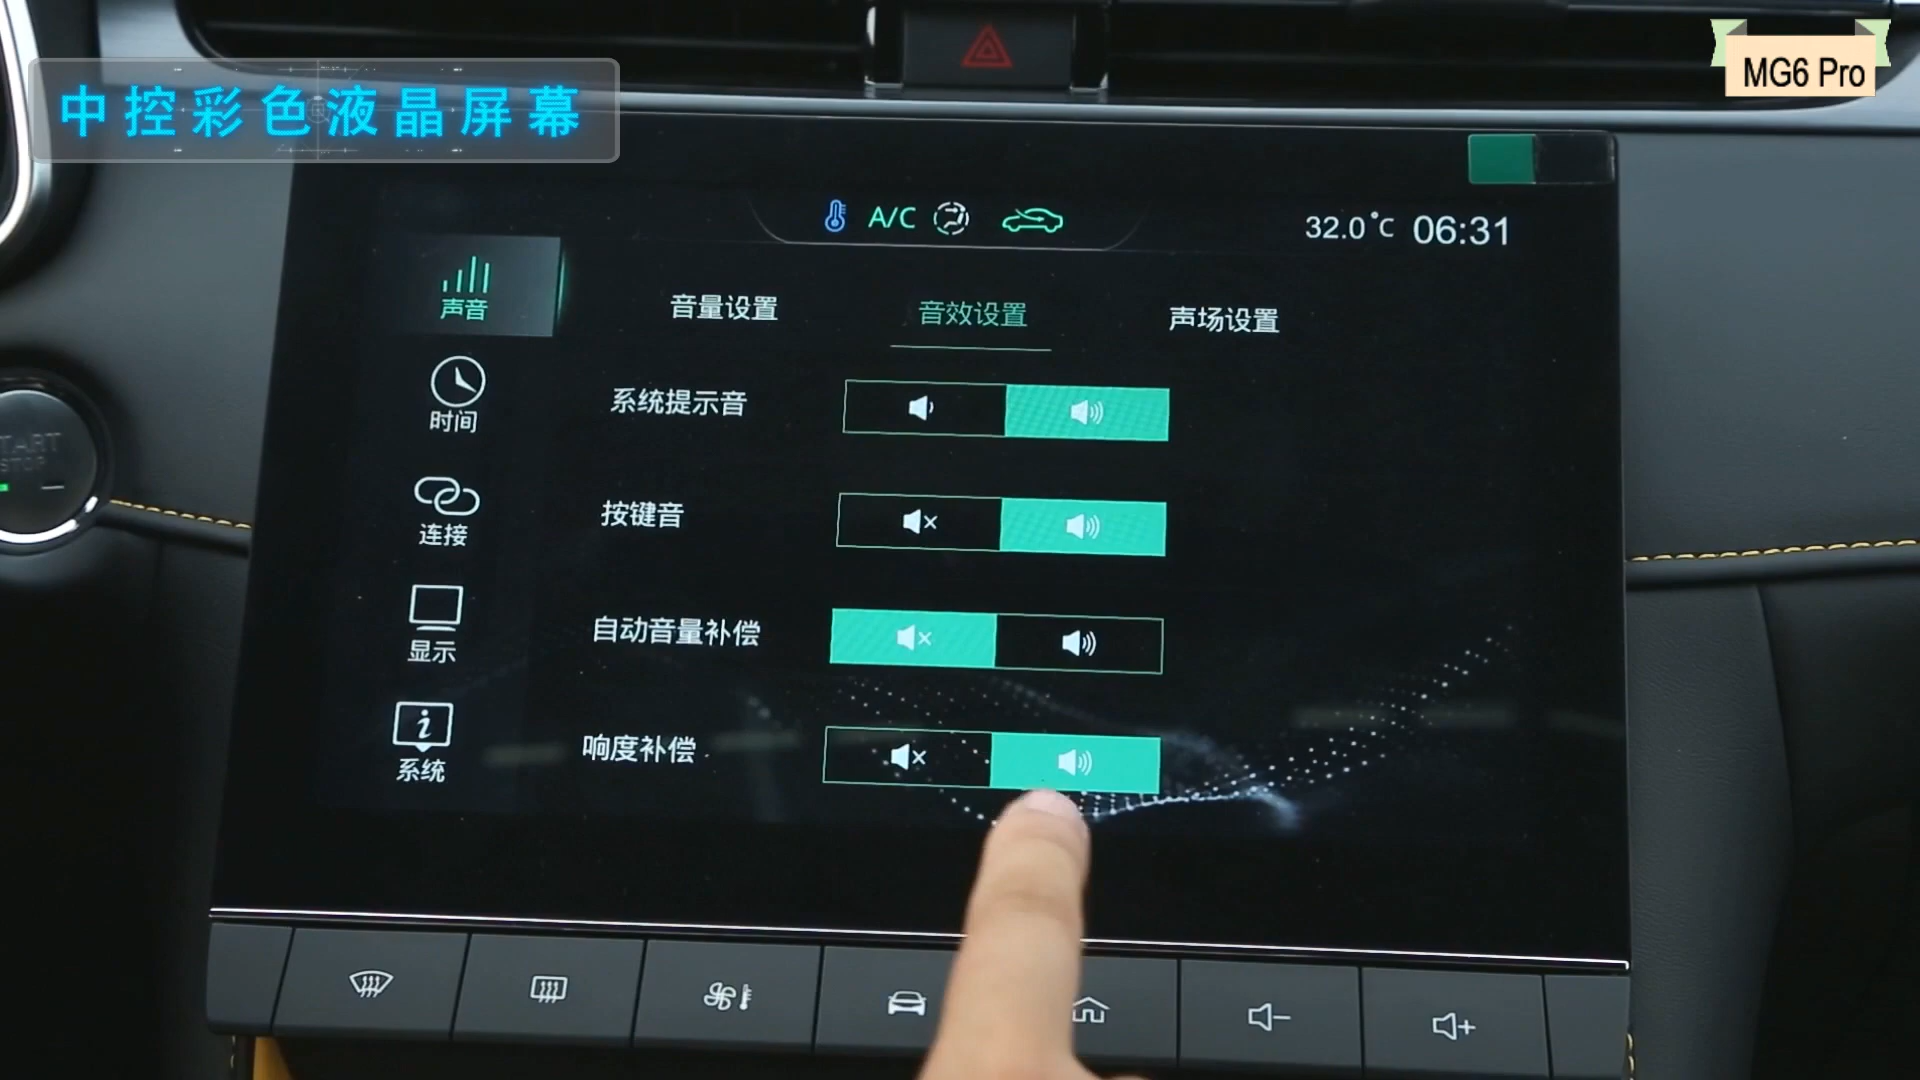 中控彩色液晶屏幕
MG6 Pro
A/C
32.0°C 06:31
声音
音量设置
音效设置
声场设置
时间
系统提示音
连接
按键音
显示
自动音量补偿
系统
响度补偿
START
STOP